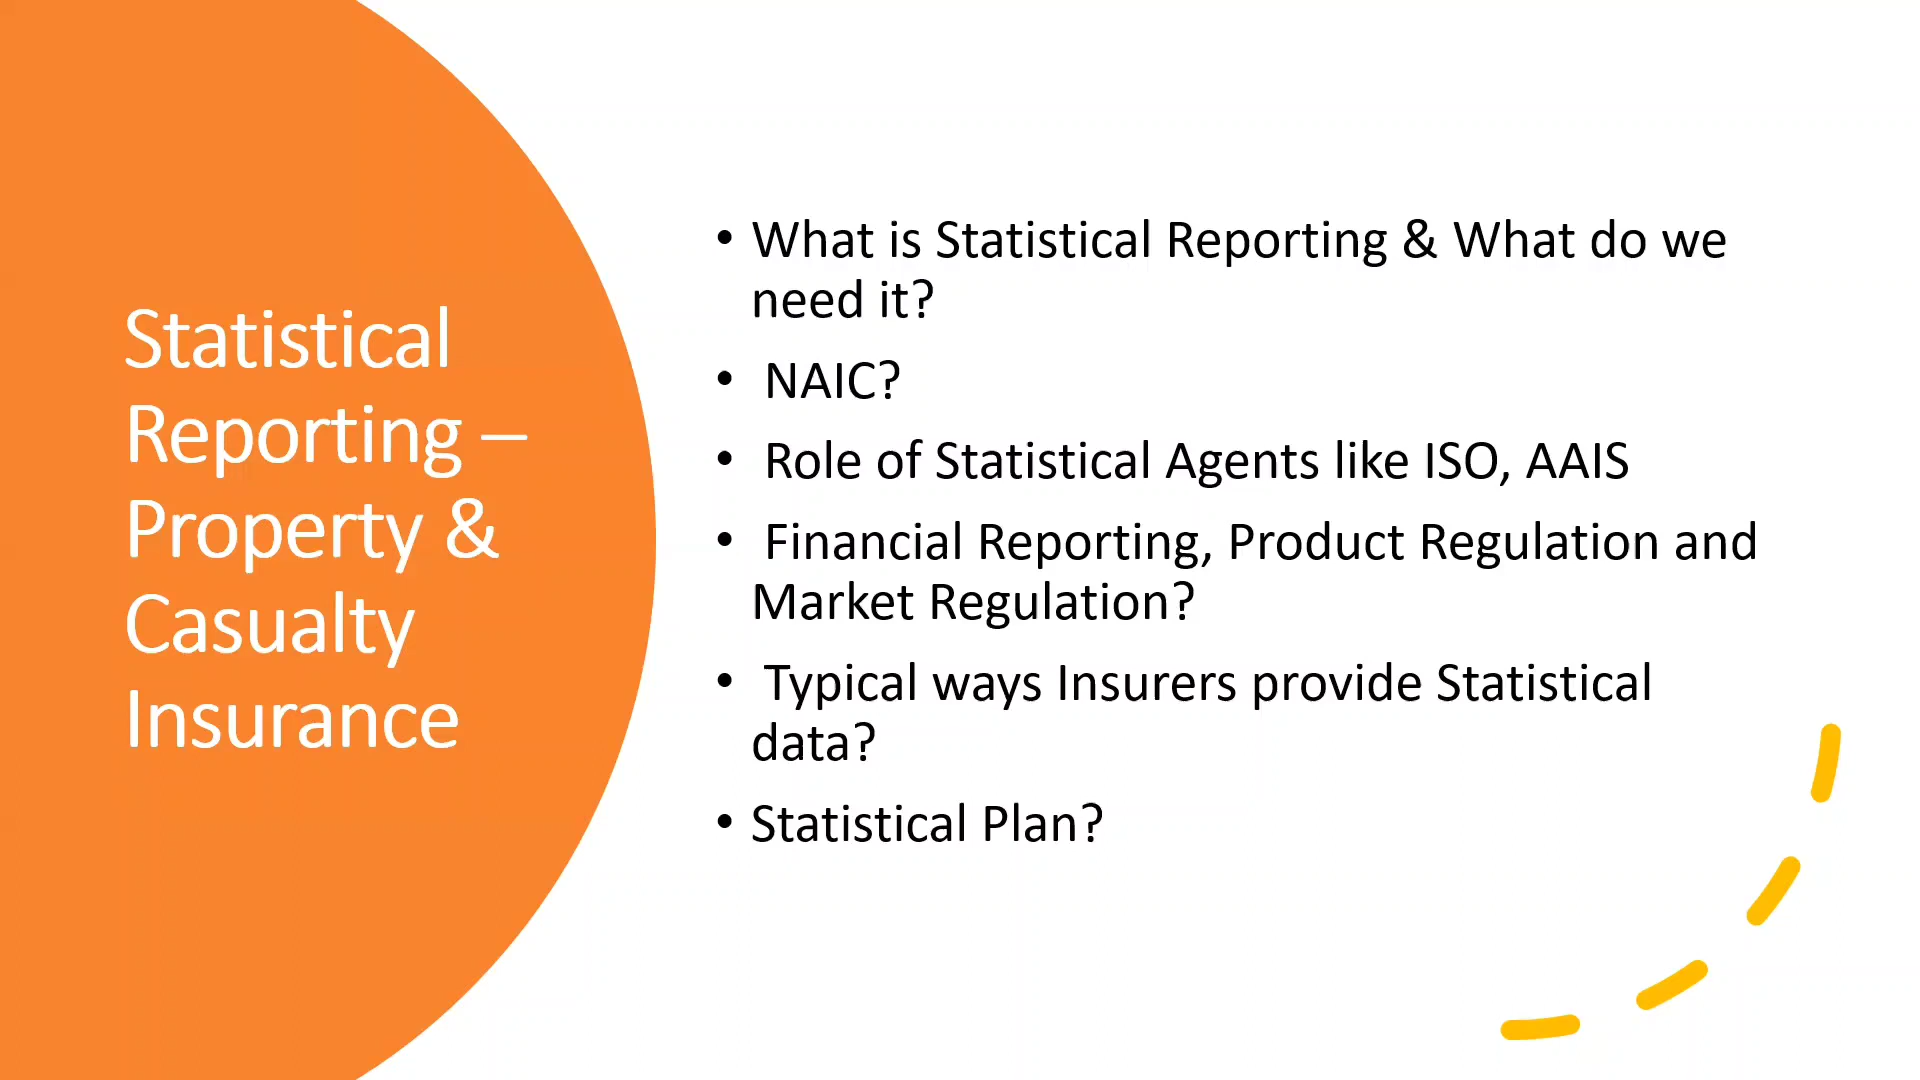 Statistical
Reporting –
Property &
Casualty
Insurance
• What is Statistical Reporting & What do we
need it?
• NAIC?
• Role of Statistical Agents like ISO, AAIS
• Financial Reporting, Product Regulation and
Market Regulation?
• Typical ways Insurers provide Statistical
data?
• Statistical Plan?